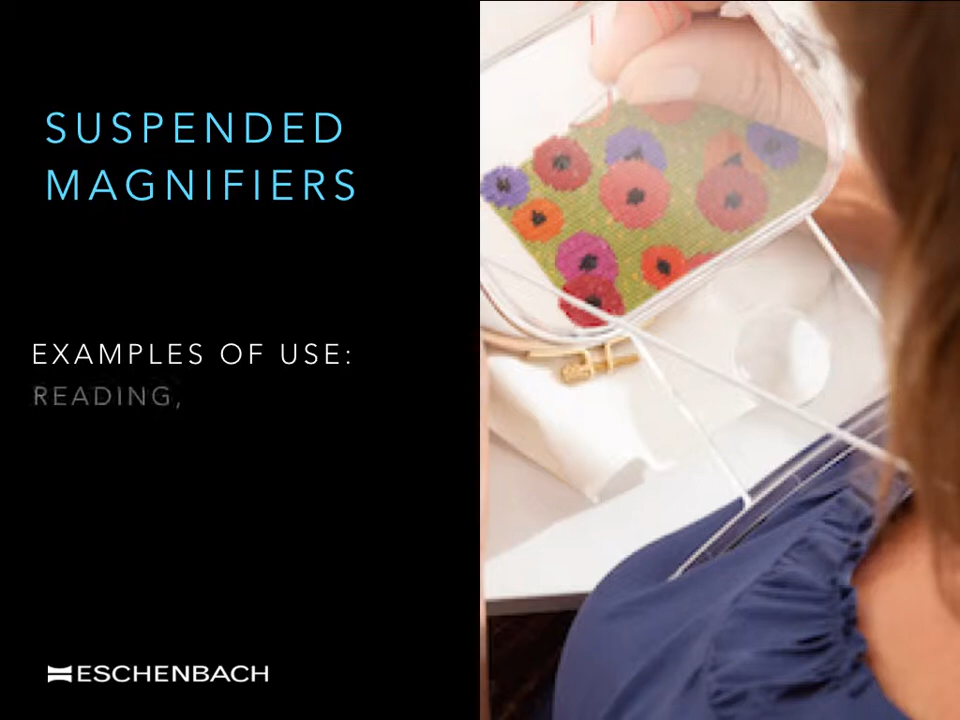 SUSPENDED
MAGNIFIERS
EXAMPLES OF USE:
READING,
ESCHENBACH